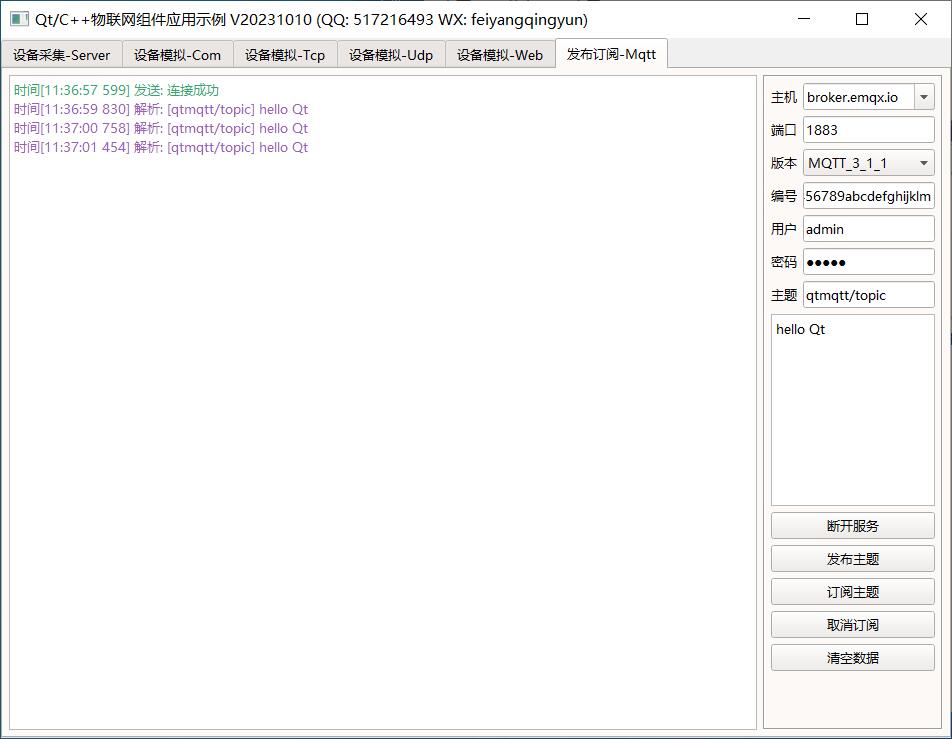 Qt/C++物联网组件应用示例 V20231010 (QQ: 517216493 WX: feiyangqingyun)
设备采集-Server 设备模拟-Com 设备模拟-Tcp 设备模拟-Udp 设备模拟-Web 发布订阅-Mqtt
时间[11:36:57 599] 发送: 连接成功
时间[11:36:59 830] 解析: [qtmqtt/topic] hello Qt
时间[11:37:00 758] 解析: [qtmqtt/topic] hello Qt
时间[11:37:01 454] 解析: [qtmqtt/topic] hello Qt
主机 broker.emqx.io
端口 1883
版本 MQTT_3_1_1
编号 56789abcdefghijklm
用户 admin
密码 ●●●●●
主题 qtmqtt/topic
hello Qt
断开服务
发布主题
订阅主题
取消订阅
清空数据